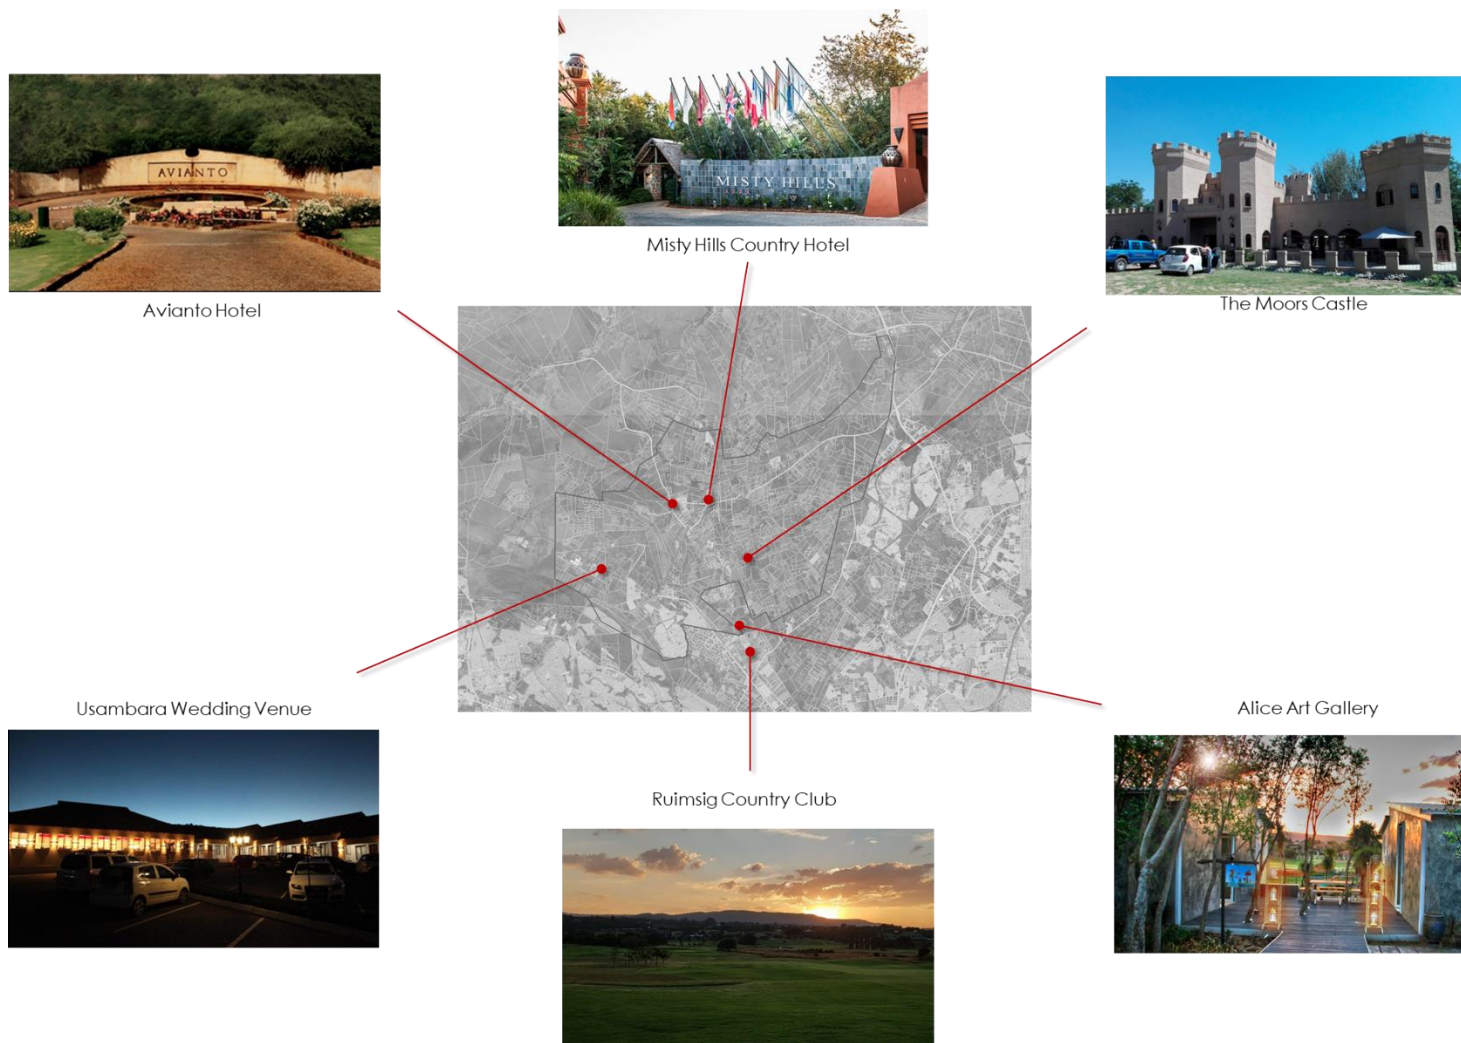 AVIANTO
Avianto Hotel
MISTY HILLS
Misty Hills Country Hotel
The Moors Castle
Usambara Wedding Venue
Ruimsig Country Club
Alice Art Gallery